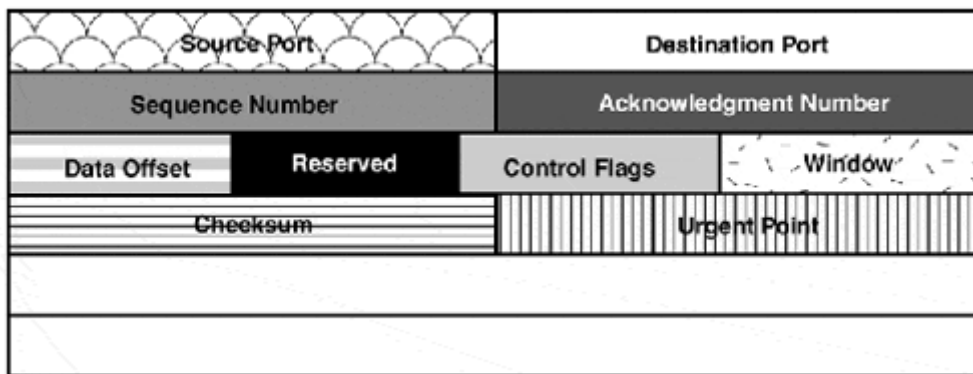 Source Port
Destination Port
Sequence Number
Acknowledgment Number
Data Offset
Reserved
Control Flags
Window
Checksum
Urgent Point